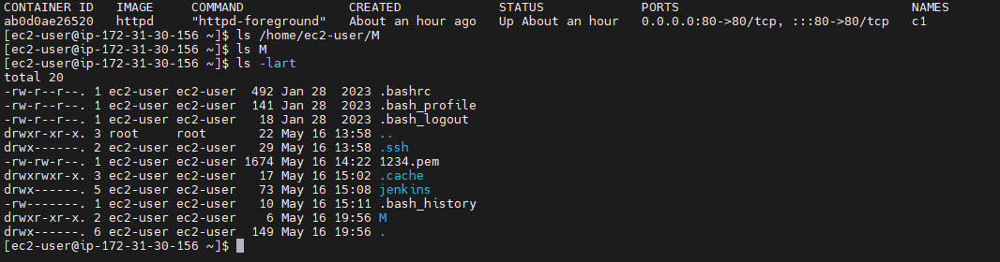 CONTAINER ID   IMAGE     COMMAND              CREATED             STATUS             PORTS                               NAMES
ab0d0ae26520   httpd     "httpd-foreground"   About an hour ago   Up About an hour   0.0.0.0:80->80/tcp, :::80->80/tcp   c1
[ec2-user@ip-172-31-30-156 ~]$ ls /home/ec2-user/M
[ec2-user@ip-172-31-30-156 ~]$ ls M
[ec2-user@ip-172-31-30-156 ~]$ ls -lart
total 20
-rw-r--r--. 1 ec2-user ec2-user  492 Jan 28  2023 .bashrc
-rw-r--r--. 1 ec2-user ec2-user  141 Jan 28  2023 .bash_profile
-rw-r--r--. 1 ec2-user ec2-user   18 Jan 28  2023 .bash_logout
drwxr-xr-x. 3 root     root       22 May 16 13:58 ..
drwx------. 2 ec2-user ec2-user   29 May 16 13:58 .ssh
-rw-rw-r--. 1 ec2-user ec2-user 1674 May 16 14:22 1234.pem
drwxrwxr-x. 3 ec2-user ec2-user   17 May 16 15:02 .cache
drwx------. 5 ec2-user ec2-user   73 May 16 15:08 jenkins
-rw-------. 1 ec2-user ec2-user   10 May 16 15:11 .bash_history
drwxr-xr-x. 2 ec2-user ec2-user    6 May 16 19:56 M
drwx------. 6 ec2-user ec2-user  149 May 16 19:56 .
[ec2-user@ip-172-31-30-156 ~]$